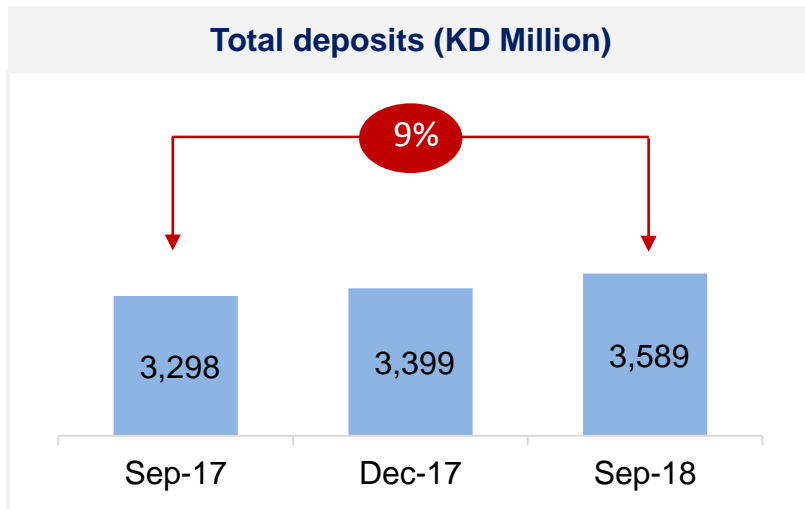 Total deposits (KD Million)
9%
3,298
3,399
3,589
Sep-17
Dec-17
Sep-18